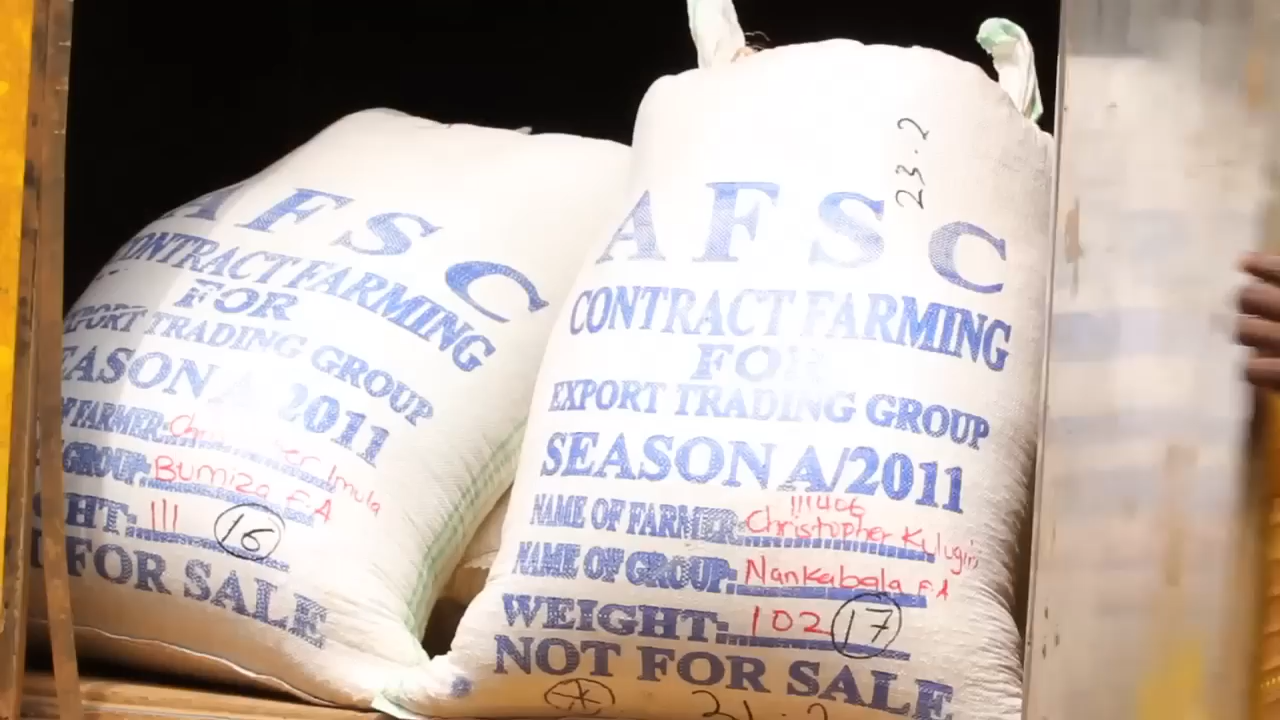 AFSC
CONTRACT FARMING
FOR
EXPORT TRADING GROUP
SEASON A 2011
FARMER:
GROUP: Bumiza F.A
HT: 111 16
FOR SALE
23.2
AFSC
CONTRACT FARMING
FOR
EXPORT TRADING GROUP
SEASON A/2011
111406
NAME OF FARMER: Christopher
NAME OF GROUP: Nankabala F.A
WEIGHT: 102 17
NOT FOR SALE